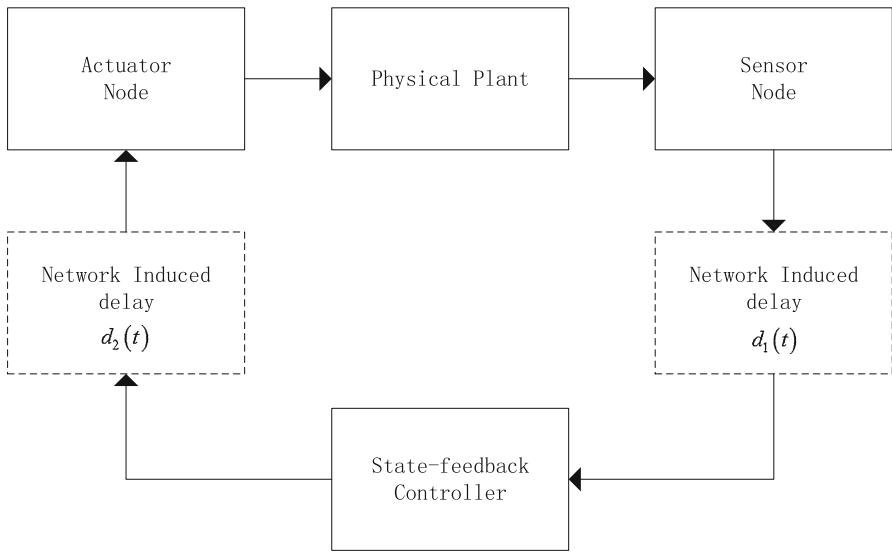 Actuator
Node
Physical Plant
Sensor
Node
Network Induced
delay
d₂(t)
Network Induced
delay
d₁(t)
State-feedback
Controller